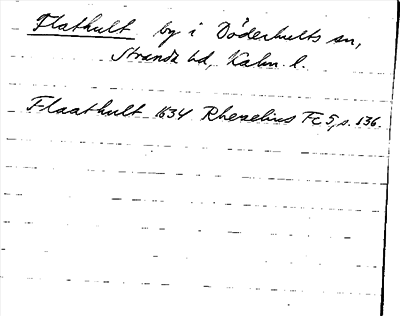 Flathult by i Döderhults sn,
Stranda hd, Kalm. l.
Flaathult 1634 Rhezelius Fc 5, s. 136.